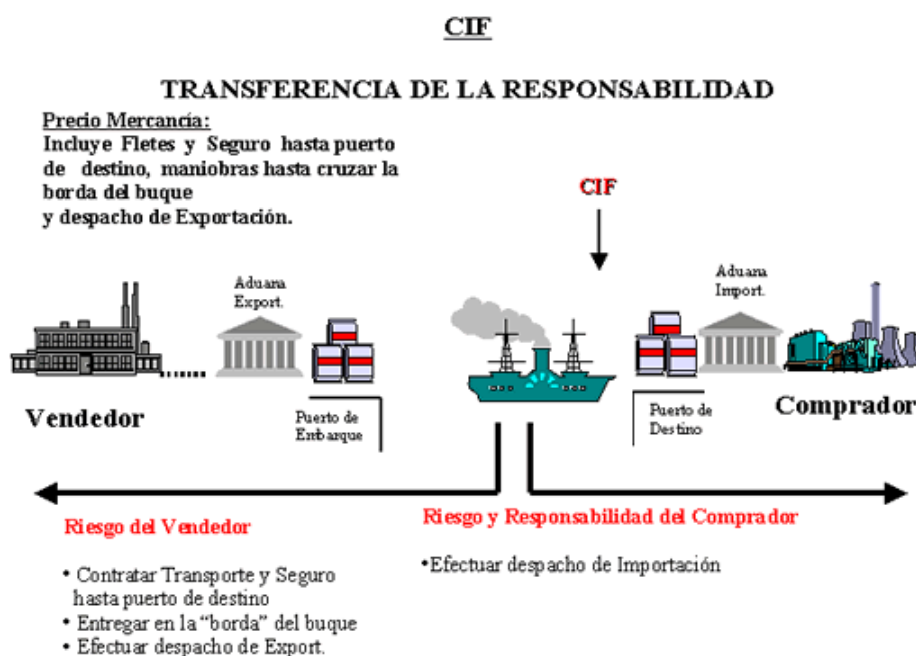 CIF
TRANSFERENCIA DE LA RESPONSABILIDAD
Precio Mercancía:
Incluye Fletes y Seguro hasta puerto
de destino, maniobras hasta cruzar la
borda del buque
y despacho de Exportación.
CIF
Aduana
Export.
Aduana
Import.
Vendedor
Puerto de
Embarque
Puerto de
Destino
Comprador
Riesgo del Vendedor
• Contratar Transporte y Seguro
hasta puerto de destino
• Entregar en la “borda” del buque
• Efectuar despacho de Export.
Riesgo y Responsabilidad del Comprador
•Efectuar despacho de Importación